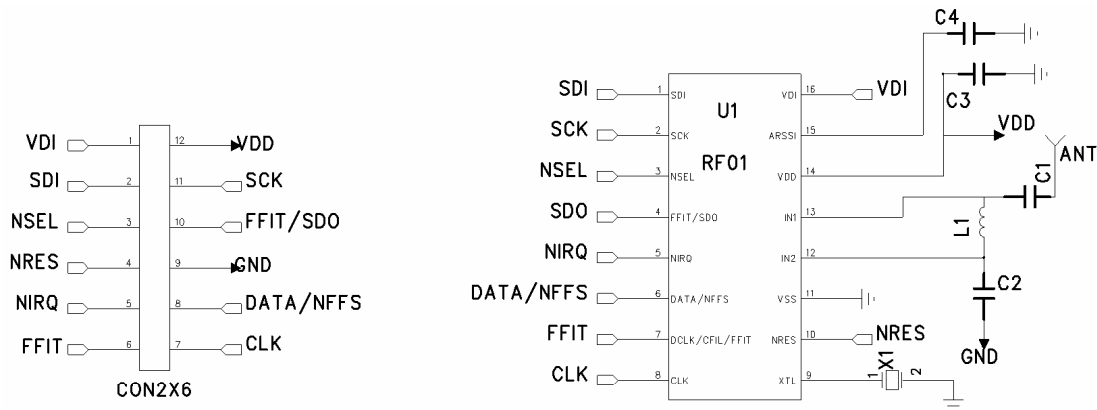 VDI 1 12 VDD
SDI 2 11 SCK
NSEL 3 10 FFIT/SDO
NRES 4 9 GND
NIRQ 5 8 DATA/NFFS
FFIT 6 7 CLK
CON2X6
C4
C3
U1
RF01
SDI 1 SDI VDI 16 VDI
SCK 2 SCK ARSSI 15
VDD
NSEL 3 NSEL VDD 14
ANT
C1
SDO 4 FFIT/SDO IN1 13
L1
NIRQ 5 NIRQ IN2 12
C2
DATA/NFFS 6 DATA/NFFS VSS 11
FFIT 7 DCLK/CFIL/FFIT NRES 10 NRES
GND
CLK 8 CLK XTL 9
1 X1 2